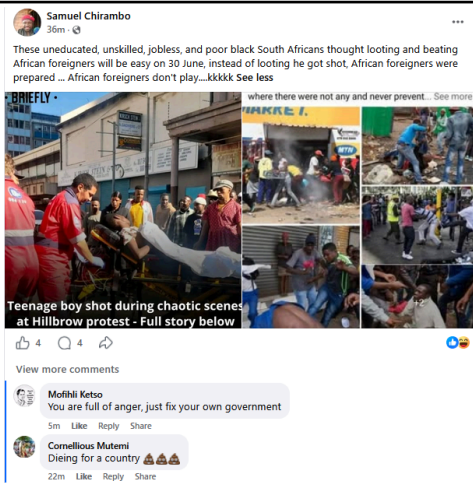 Samuel Chirambo
36m ·
These uneducated, unskilled, jobless, and poor black South Africans thought looting and beating
African foreigners will be easy on 30 June, instead of looting he got shot, African foreigners were
prepared ... African foreigners don't play....kkkkk See less
• BRIEFLY •
where there were not any and never prevent... See more
MARKET.
MTN
Teenage boy shot during chaotic scenes
at Hillbrow protest - Full story below
+2
4
4
View more comments
Mofihli Ketso
You are full of anger, just fix your own government
5m Like Reply Share
Cornellious Mutemi
Dieing for a country 💩💩💩
22m Like Reply Share